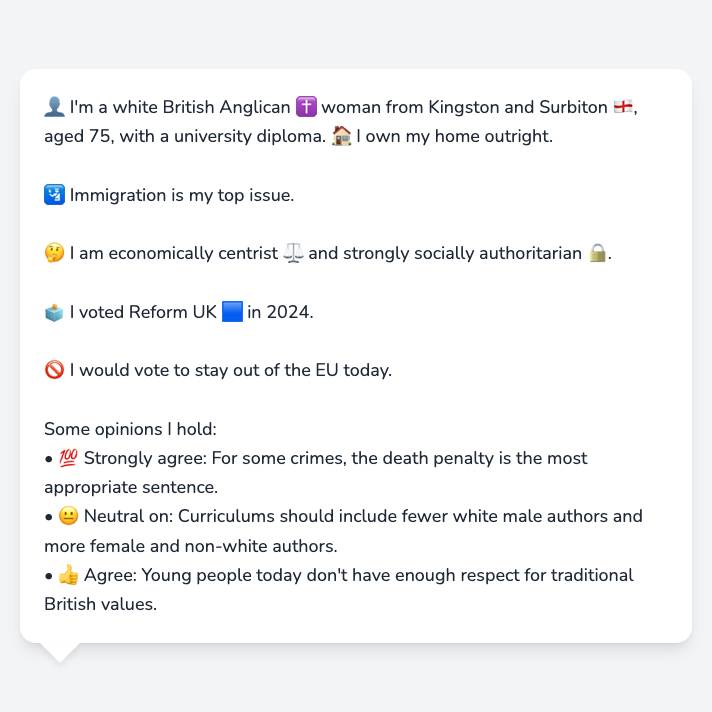 👤 I'm a white British Anglican ✝️ woman from Kingston and Surbiton 🏴󠁧󠁢󠁥󠁮󠁧󠁿,
aged 75, with a university diploma. 🏠 I own my home outright.
🛂 Immigration is my top issue.
🤔 I am economically centrist ⚖️ and strongly socially authoritarian 🔒.
🗳️ I voted Reform UK 🟦 in 2024.
🚫 I would vote to stay out of the EU today.
Some opinions I hold:
• 💯 Strongly agree: For some crimes, the death penalty is the most
appropriate sentence.
• 😐 Neutral on: Curriculums should include fewer white male authors and
more female and non-white authors.
• 👍 Agree: Young people today don't have enough respect for traditional
British values.